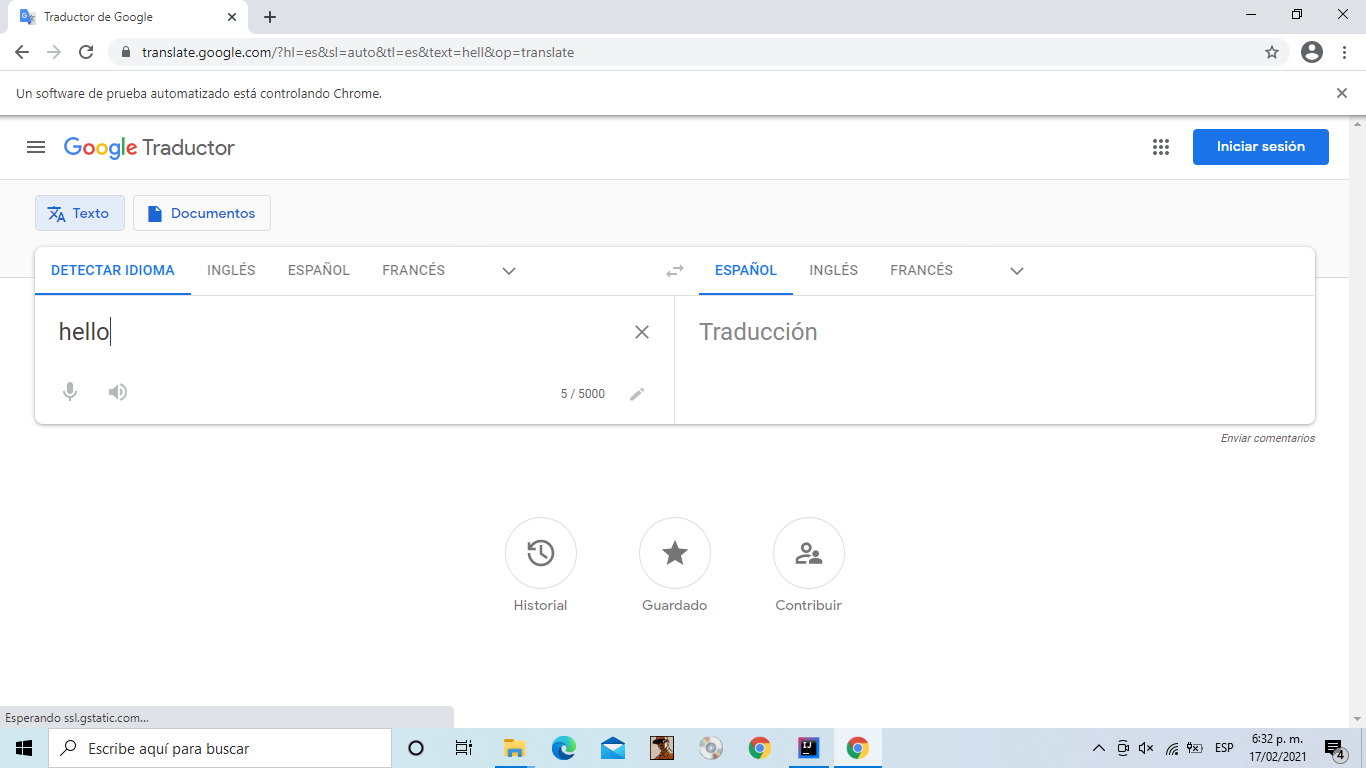 Traductor de Google
translate.google.com/?hl=es&sl=auto&tl=es&text=hell&op=translate
Un software de prueba automatizado está controlando Chrome.
Google Traductor
Iniciar sesión
Texto
Documentos
DETECTAR IDIOMA INGLÉS ESPAÑOL FRANCÉS
ESPAÑOL INGLÉS FRANCÉS
hello
Traducción
5 / 5000
Enviar comentarios
Historial
Guardado
Contribuir
Esperando ssl.gstatic.com...
Escribe aquí para buscar
ESP
6:32 p. m.
17/02/2021
4